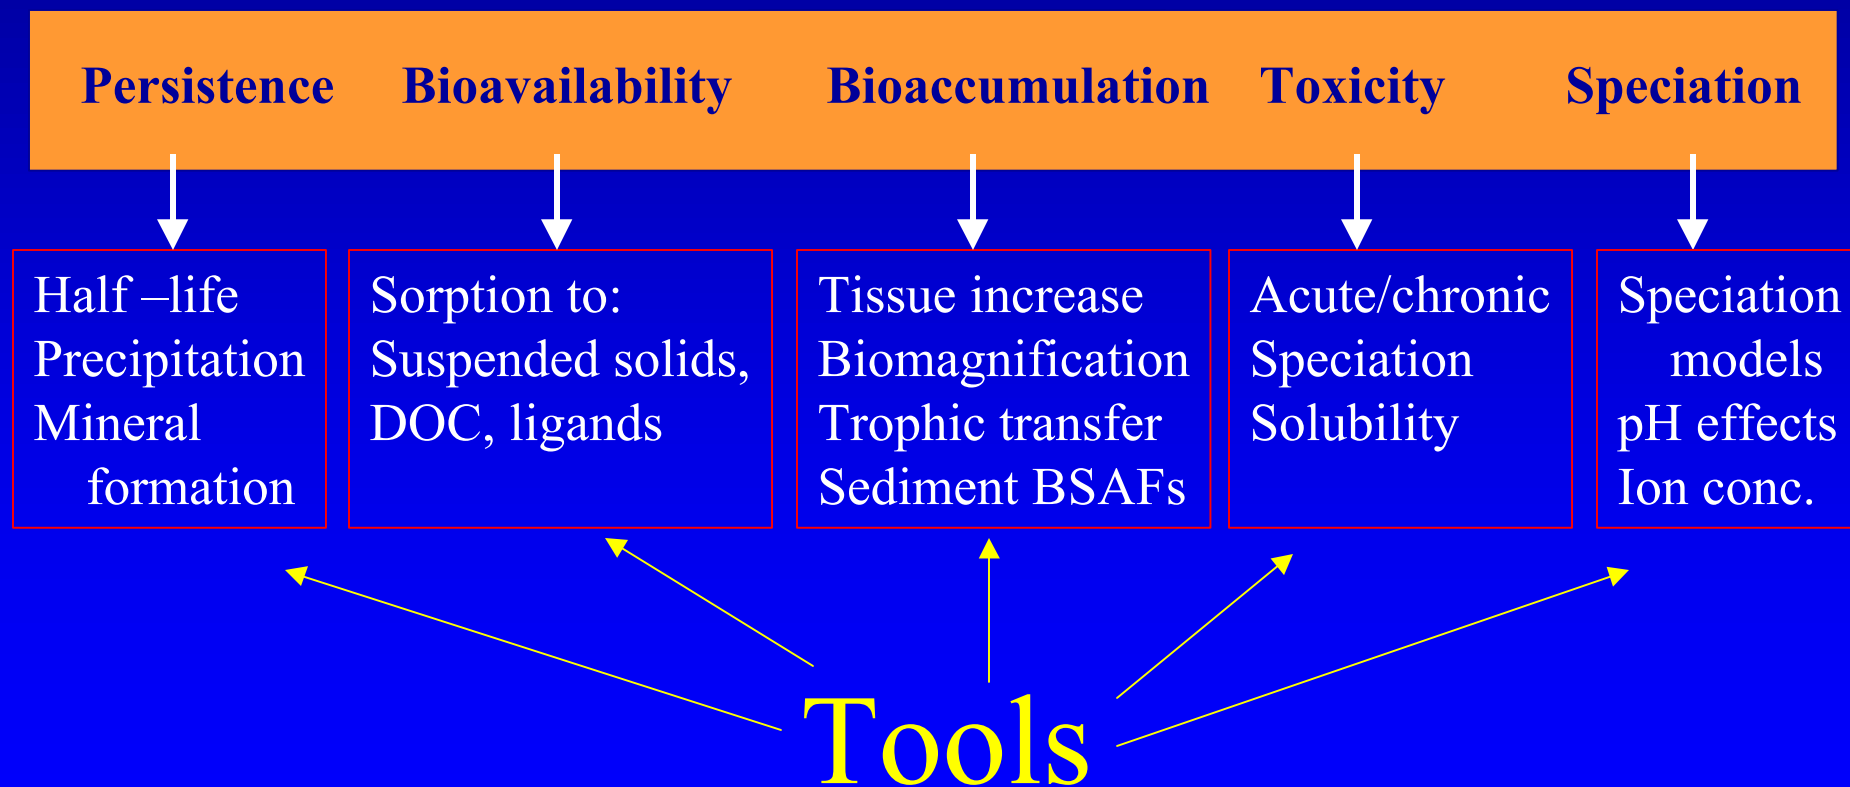 Persistence Bioavailability Bioaccumulation Toxicity Speciation
Half –life
Precipitation
Mineral
formation
Sorption to:
Suspended solids,
DOC, ligands
Tissue increase
Biomagnification
Trophic transfer
Sediment BSAFs
Acute/chronic
Speciation
Solubility
Speciation
models
pH effects
Ion conc.
Tools